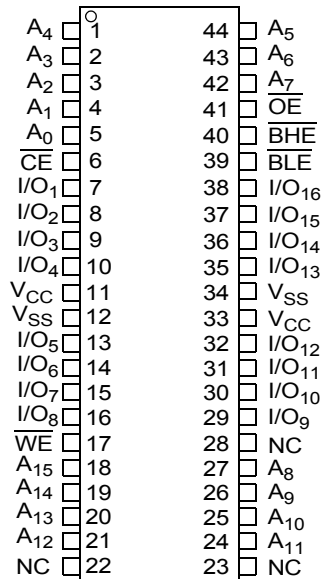 A4 1 44 A5
A3 2 43 A6
A2 3 42 A7
A1 4 41 OE
A0 5 40 BHE
CE 6 39 BLE
I/O1 7 38 I/O16
I/O2 8 37 I/O15
I/O3 9 36 I/O14
I/O4 10 35 I/O13
VCC 11 34 VSS
VSS 12 33 VCC
I/O5 13 32 I/O12
I/O6 14 31 I/O11
I/O7 15 30 I/O10
I/O8 16 29 I/O9
WE 17 28 NC
A15 18 27 A8
A14 19 26 A9
A13 20 25 A10
A12 21 24 A11
NC 22 23 NC